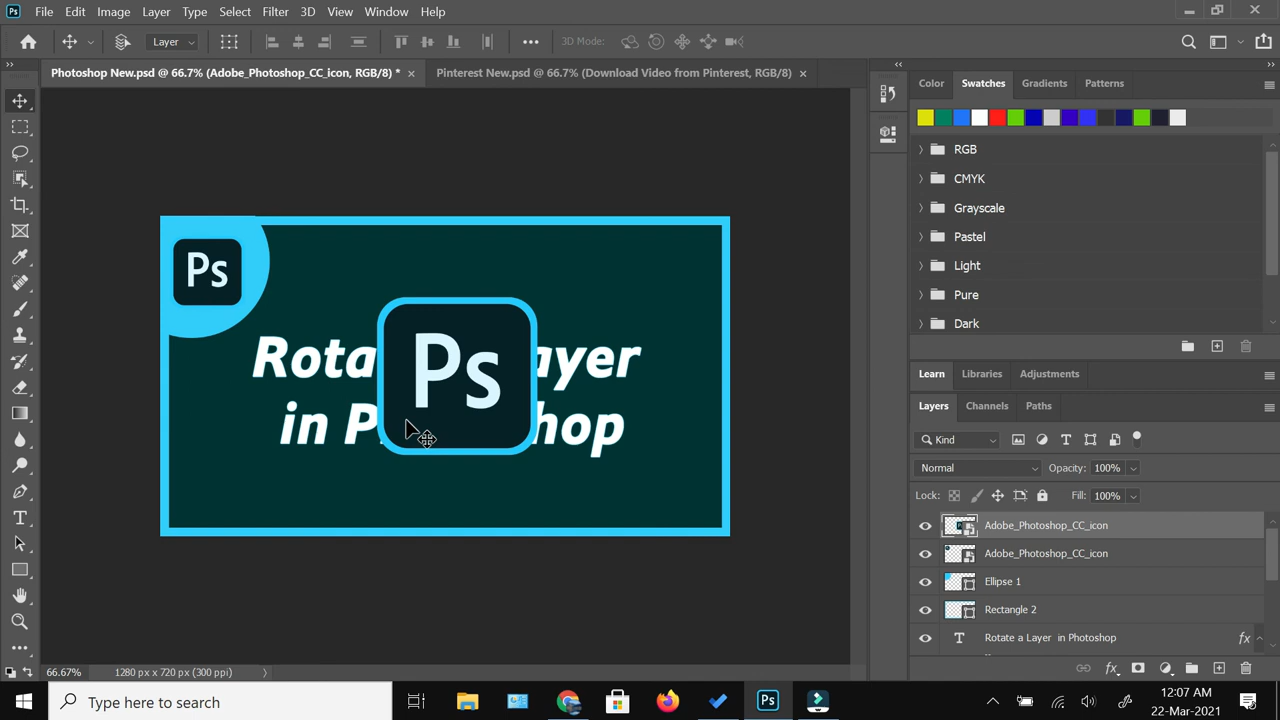 Ps File Edit Image Layer Type Select Filter 3D View Window Help
Layer 3D Mode:
Photoshop New.psd @ 66.7% (Adobe_Photoshop_CC_icon, RGB/8) * × Pinterest New.psd @ 66.7% (Download Video from Pinterest, RGB/8) ×
Color Swatches Gradients Patterns
RGB
CMYK
Grayscale
Pastel
Light
Pure
Dark
Ps
Ps
Rota ayer
in P hop
Learn Libraries Adjustments
Layers Channels Paths
Kind
Normal Opacity: 100%
Lock: Fill: 100%
Adobe_Photoshop_CC_icon
Adobe_Photoshop_CC_icon
Ellipse 1
Rectangle 2
T Rotate a Layer in Photoshop fx
fx
66.67% 1280 px x 720 px (300 ppi)
Type here to search
Ps
12:07 AM
22-Mar-2021